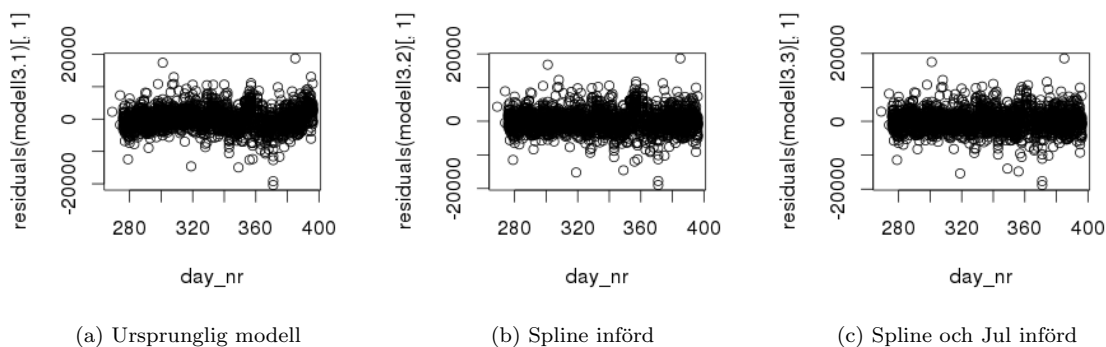 residuals(modell3.1)[, 1]
20000
0
-20000
280
320
360
400
day_nr
(a) Ursprunglig modell
residuals(modell3.2)[, 1]
20000
0
-20000
280
320
360
400
day_nr
(b) Spline införd
residuals(modell3.3)[, 1]
20000
0
-20000
280
320
360
400
day_nr
(c) Spline och Jul införd